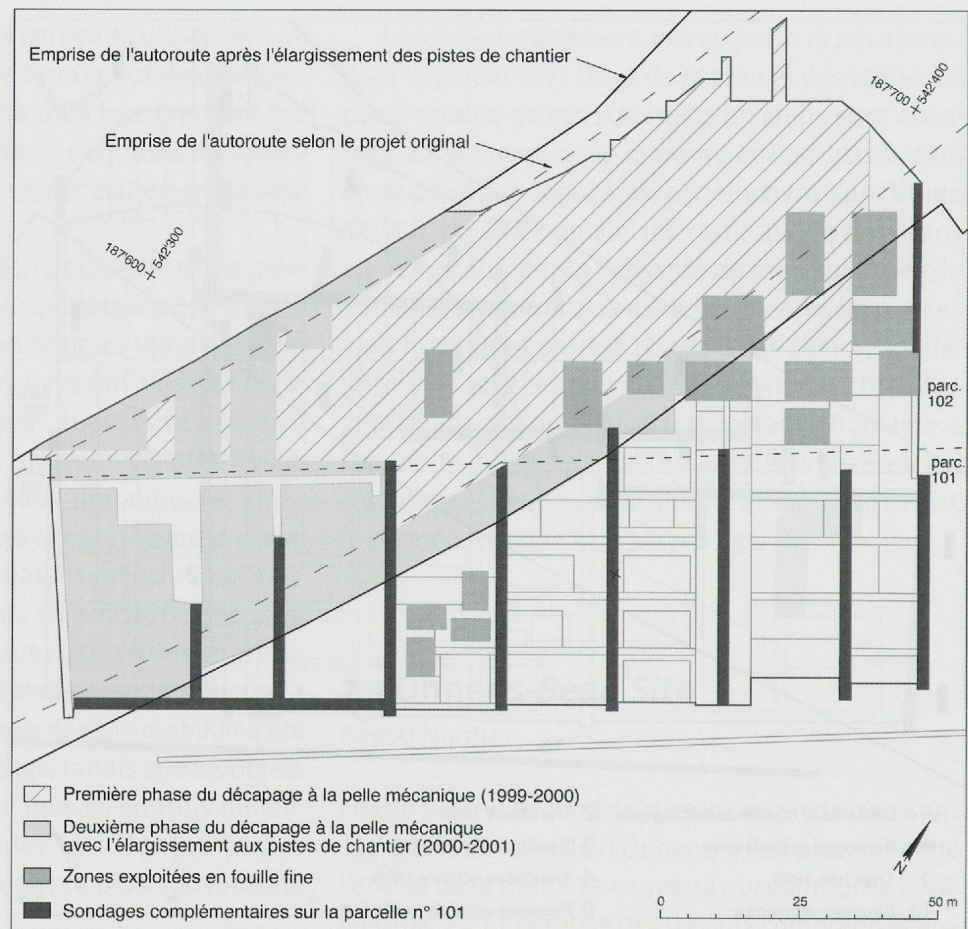 Emprise de l'autoroute après l'élargissement des pistes de chantier
187'700 542'400
Emprise de l'autoroute selon le projet original
187'600 542'300
parc.
102
parc.
101
Première phase du décapage à la pelle mécanique (1999-2000)
Deuxième phase du décapage à la pelle mécanique
avec l'élargissement aux pistes de chantier (2000-2001)
Zones exploitées en fouille fine
Sondages complémentaires sur la parcelle n° 101
N
0 25 50 m